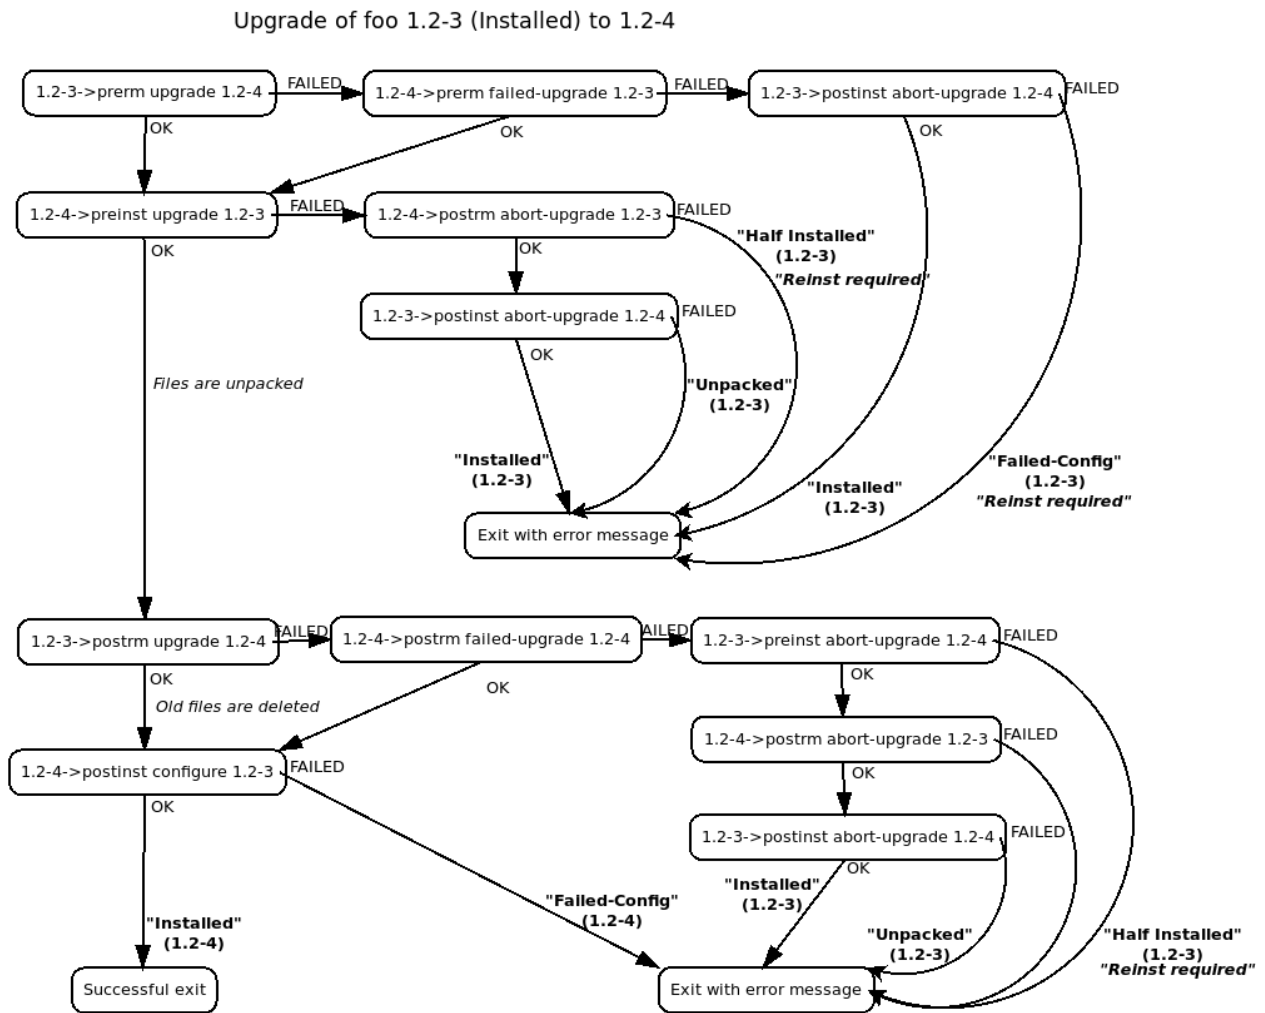 Upgrade of foo 1.2-3 (Installed) to 1.2-4
1.2-3->prerm upgrade 1.2-4
FAILED
1.2-4->prerm failed-upgrade 1.2-3
FAILED
1.2-3->postinst abort-upgrade 1.2-4
FAILED
OK
OK
OK
1.2-4->preinst upgrade 1.2-3
FAILED
1.2-4->postrm abort-upgrade 1.2-3
FAILED
OK
OK
"Half Installed"
(1.2-3)
"Reinst required"
1.2-3->postinst abort-upgrade 1.2-4
FAILED
OK
Files are unpacked
"Unpacked"
(1.2-3)
"Installed"
(1.2-3)
"Installed"
(1.2-3)
"Failed-Config"
(1.2-3)
"Reinst required"
Exit with error message
1.2-3->postrm upgrade 1.2-4
FAILED
1.2-4->postrm failed-upgrade 1.2-4
AILED
1.2-3->preinst abort-upgrade 1.2-4
FAILED
OK
OK
OK
Old files are deleted
1.2-4->postrm abort-upgrade 1.2-3
FAILED
OK
1.2-4->postinst configure 1.2-3
FAILED
OK
1.2-3->postinst abort-upgrade 1.2-4
FAILED
OK
"Installed"
(1.2-3)
"Failed-Config"
(1.2-4)
"Installed"
(1.2-4)
"Unpacked"
(1.2-3)
"Half Installed"
(1.2-3)
"Reinst required"
Successful exit
Exit with error message